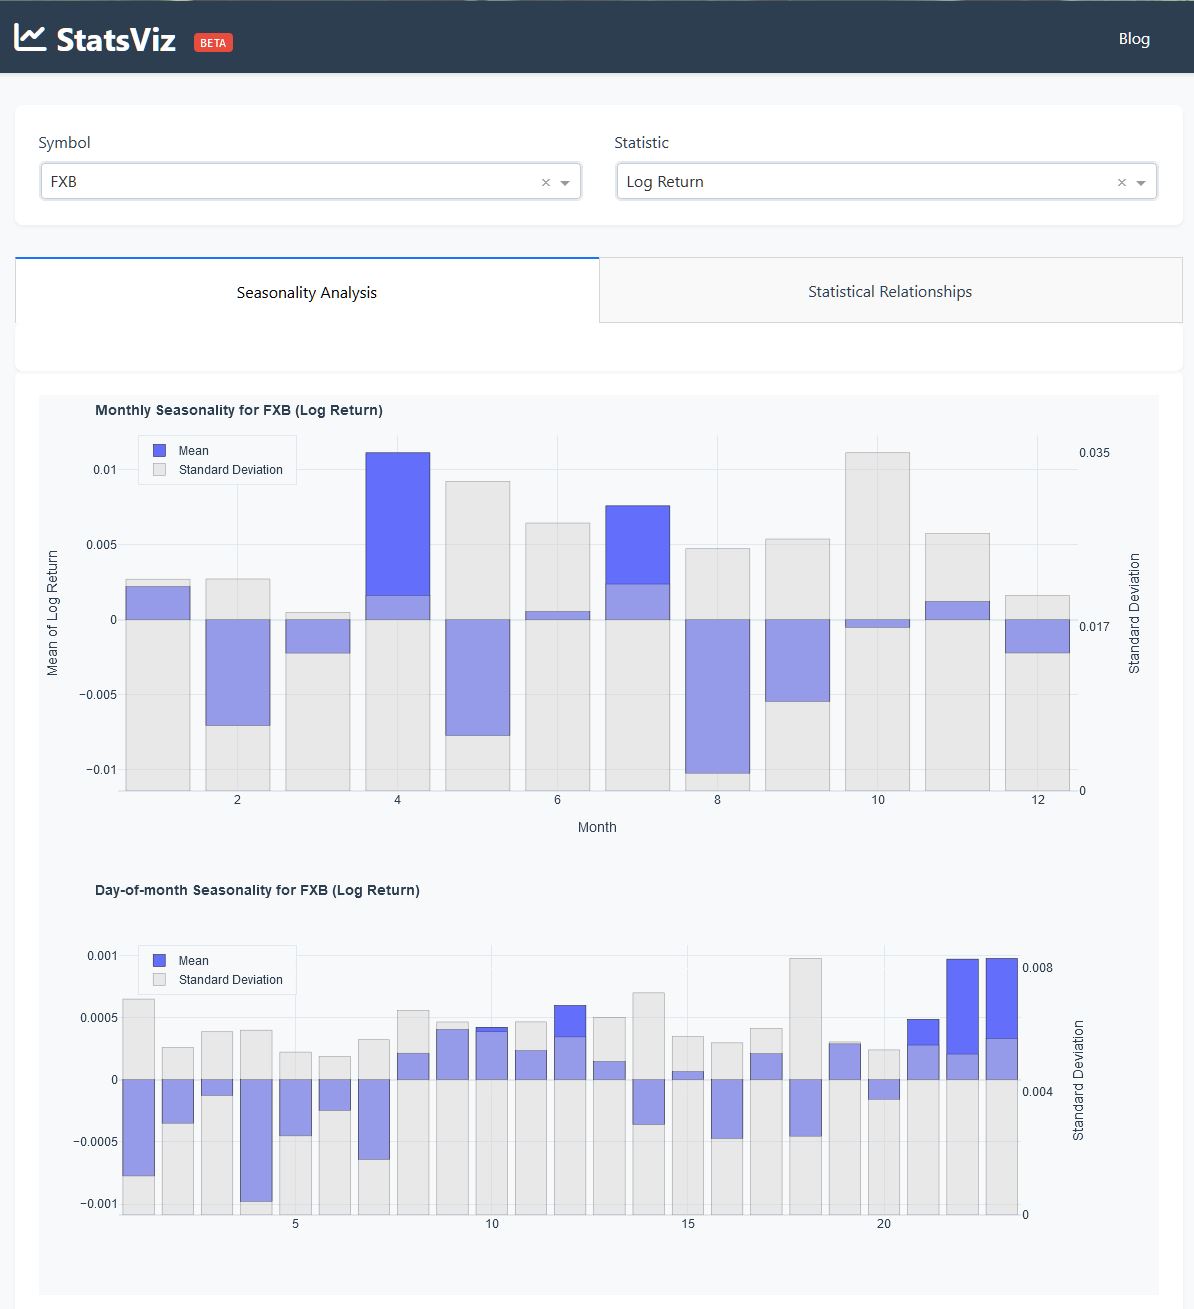 StatsViz BETA
Blog
Symbol
Statistic
FXB × 
Log Return ×
Seasonality Analysis
Statistical Relationships
Monthly Seasonality for FXB (Log Return)
Mean
Standard Deviation
0.01
0.005
0
−0.005
−0.01
Mean of Log Return
0.035
0.017
0
Standard Deviation
2 4 6 8 10 12
Month
Day-of-month Seasonality for FXB (Log Return)
Mean
Standard Deviation
0.001
0.0005
0
−0.0005
−0.001
0.008
0.004
0
Standard Deviation
5 10 15 20